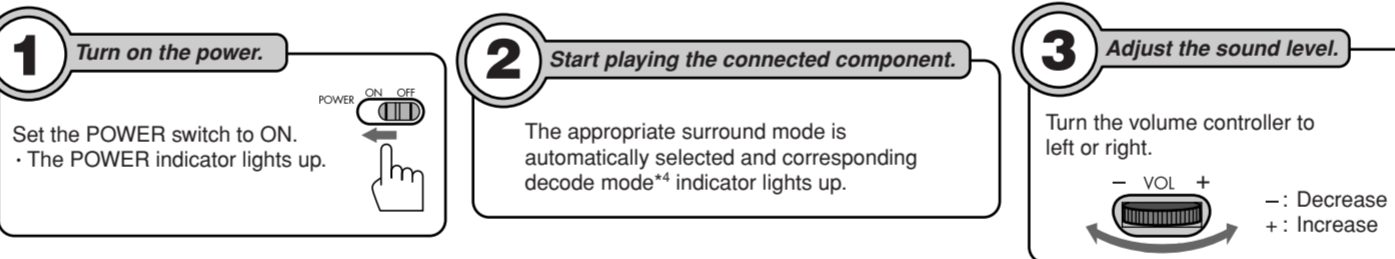 1 Turn on the power.
POWER ON OFF
Set the POWER switch to ON.
· The POWER indicator lights up.
2 Start playing the connected component.
The appropriate surround mode is
automatically selected and corresponding
decode mode*4 indicator lights up.
3 Adjust the sound level.
Turn the volume controller to
left or right.
– VOL +
– : Decrease
+ : Increase